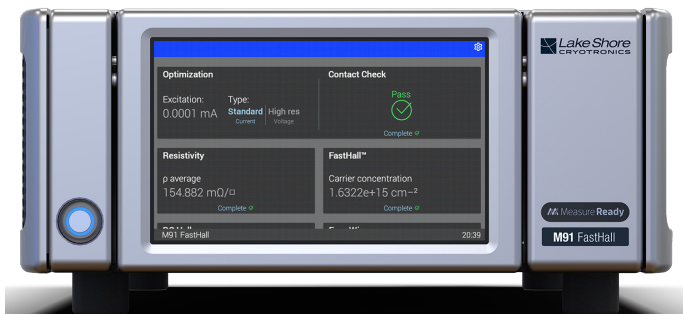 Lake Shore
CRYOTRONICS
Optimization
Excitation:
0.0001 mA
Type:
Standard
Current
High res
Voltage
Contact Check
Pass
Complete
Resistivity
ρ average
154.882 mΩ/□
Complete
FastHall™
Carrier concentration
1.6322e+15 cm−²
Complete
M91 FastHall
20:39
MeasureReady
M91 FastHall